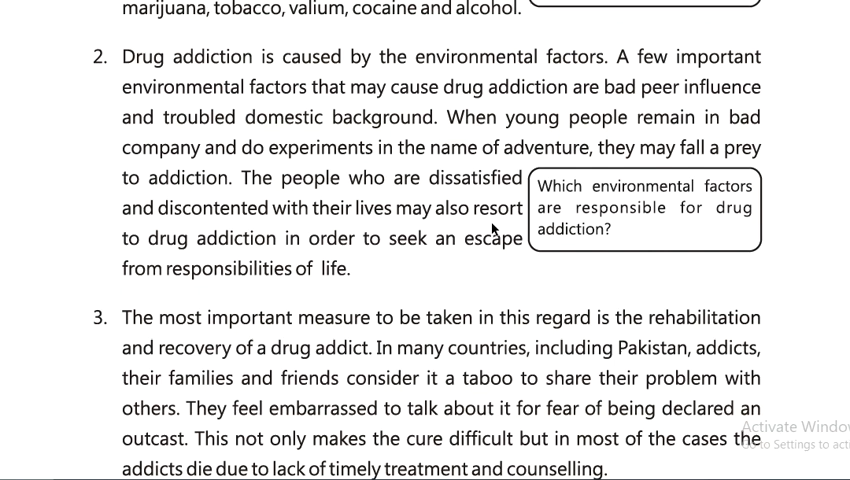 marijuana, tobacco, valium, cocaine and alcohol.
2. Drug addiction is caused by the environmental factors. A few important
environmental factors that may cause drug addiction are bad peer influence
and troubled domestic background. When young people remain in bad
company and do experiments in the name of adventure, they may fall a prey
to addiction. The people who are dissatisfied
and discontented with their lives may also resort
to drug addiction in order to seek an escape
from responsibilities of life.
Which environmental factors
are responsible for drug
addiction?
3. The most important measure to be taken in this regard is the rehabilitation
and recovery of a drug addict. In many countries, including Pakistan, addicts,
their families and friends consider it a taboo to share their problem with
others. They feel embarrassed to talk about it for fear of being declared an
outcast. This not only makes the cure difficult but in most of the cases the
addicts die due to lack of timely treatment and counselling.
Activate Windo
to Settings to acti